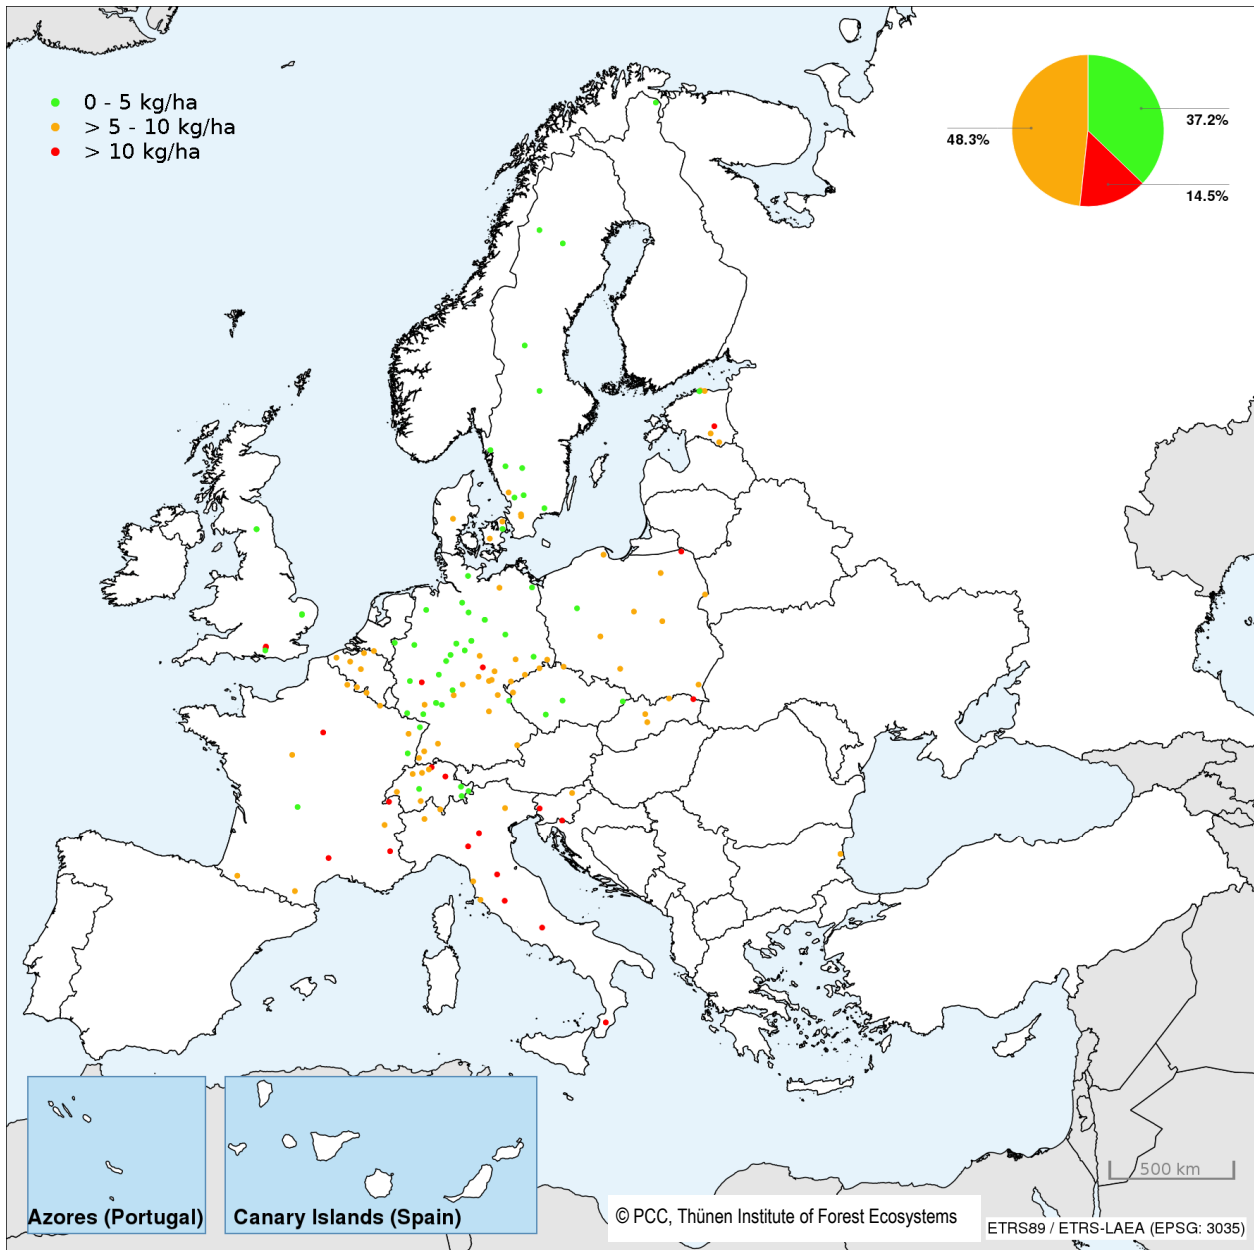 0 - 5 kg/ha
> 5 - 10 kg/ha
> 10 kg/ha
37.2%
48.3%
14.5%
500 km
Azores (Portugal)
Canary Islands (Spain)
© PCC, Thünen Institute of Forest Ecosystems
ETRS89 / ETRS-LAEA (EPSG: 3035)